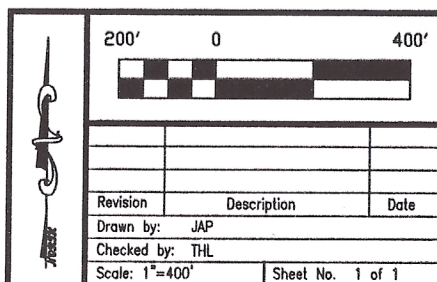 200' 0 400'
Revision Description Date
Drawn by: JAP
Checked by: THL
Scale: 1"=400' Sheet No. 1 of 1